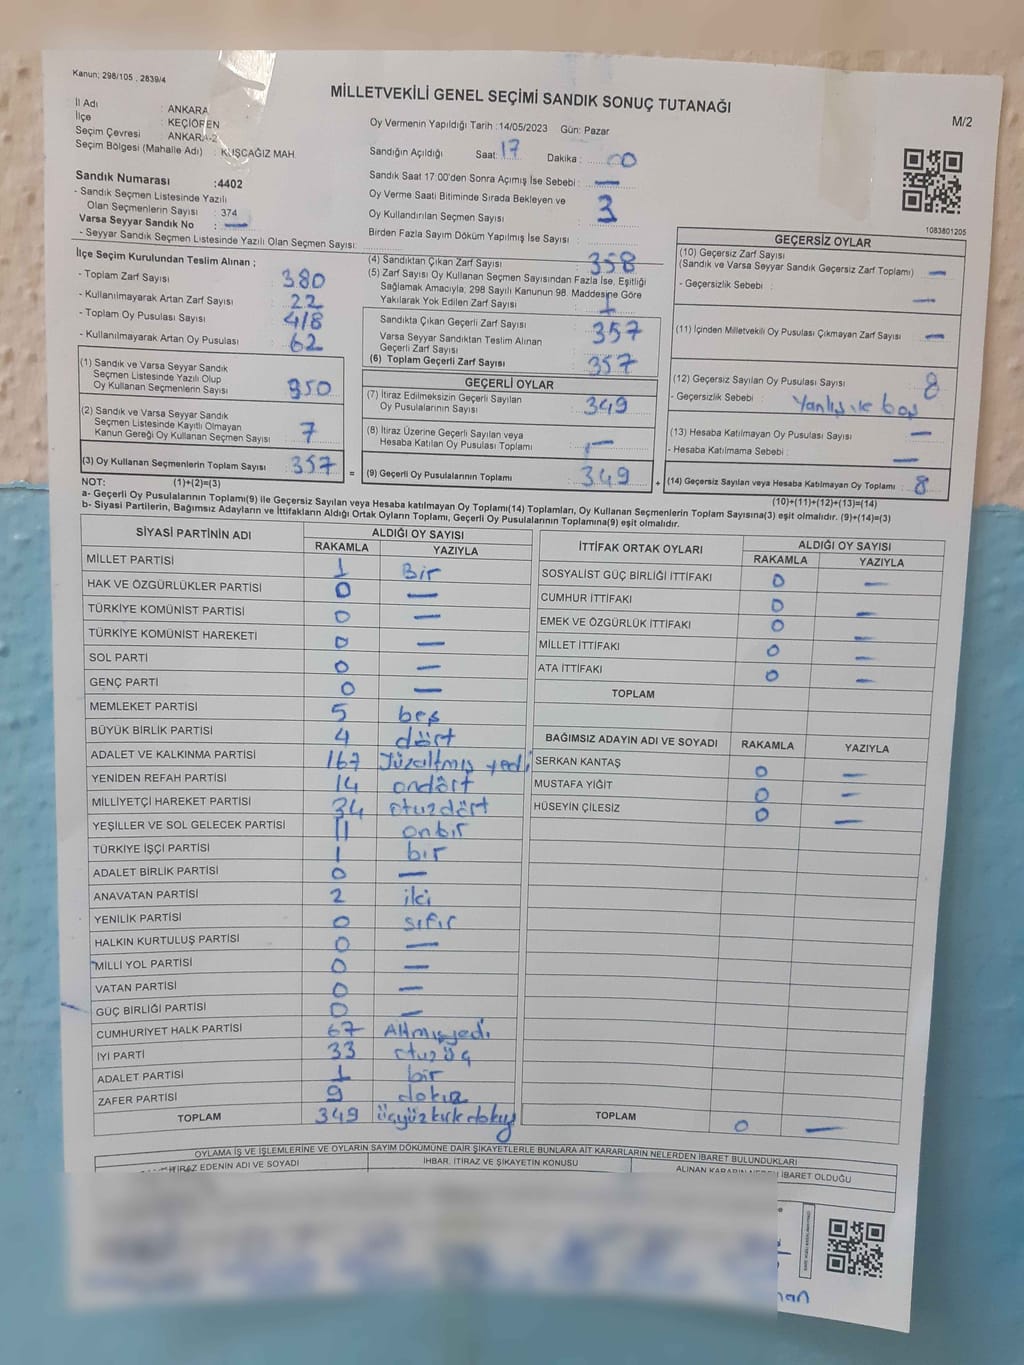 Kanun; 298/105 , 2839/4
MİLLETVEKİLİ GENEL SEÇİMİ SANDIK SONUÇ TUTANAĞI
M/2
İl Adı : ANKARA
İlçe : KEÇİÖREN
Seçim Çevresi : ANKARA-2
Seçim Bölgesi (Mahalle Adı) : KUŞCAĞIZ MAH.
Sandık Numarası :4402
- Sandık Seçmen Listesinde Yazılı
Olan Seçmenlerin Sayısı : 374
Varsa Seyyar Sandık No : —
- Seyyar Sandık Seçmen Listesinde Yazılı Olan Seçmen Sayısı:
Oy Vermenin Yapıldığı Tarih :14/05/2023 Gün: Pazar
Sandığın Açıldığı Saat: 17 Dakika : 00
Sandık Saat 17:00'den Sonra Açımış İse Sebebi : —
Oy Verme Saati Bitiminde Sırada Bekleyen ve
Oy Kullandırılan Seçmen Sayısı : 3
Birden Fazla Sayım Döküm Yapılmış İse Sayısı :
1083801205
İlçe Seçim Kurulundan Teslim Alınan ;
- Toplam Zarf Sayısı : 380
- Kullanılmayarak Artan Zarf Sayısı : 22
- Toplam Oy Pusulası Sayısı : 418
- Kullanılmayarak Artan Oy Pusulası : 62
(1) Sandık ve Varsa Seyyar Sandık
Seçmen Listesinde Yazılı Olup
Oy Kullanan Seçmenlerin Sayısı : 350
(2) Sandık ve Varsa Seyyar Sandık
Seçmen Listesinde Kayıtlı Olmayan
Kanun Gereği Oy Kullanan Seçmen Sayısı : 7
(3) Oy Kullanan Seçmenlerin Toplam Sayısı : 357
(4) Sandıktan Çıkan Zarf Sayısı : 358
(5) Zarf Sayısı Oy Kullanan Seçmen Sayısından Fazla İse, Eşitliği
Sağlamak Amacıyla; 298 Sayılı Kanunun 98. Maddesine Göre
Yakılarak Yok Edilen Zarf Sayısı : 1
Sandıkta Çıkan Geçerli Zarf Sayısı : 357
Varsa Seyyar Sandıktan Teslim Alınan
Geçerli Zarf Sayısı
(6) Toplam Geçerli Zarf Sayısı : 357
GEÇERLİ OYLAR
(7) İtiraz Edilmeksizin Geçerli Sayılan
Oy Pusulalarının Sayısı : 349
(8) İtiraz Üzerine Geçerli Sayılan veya
Hesaba Katılan Oy Pusulası Toplamı : —
= (9) Geçerli Oy Pusulalarının Toplamı : 349 +
GEÇERSİZ OYLAR
(10) Geçersiz Zarf Sayısı
(Sandık ve Varsa Seyyar Sandık Geçersiz Zarf Toplamı) —
- Geçersizlik Sebebi : —
(11) İçinden Milletvekili Oy Pusulası Çıkmayan Zarf Sayısı —
(12) Geçersiz Sayılan Oy Pusulası Sayısı : 8
- Geçersizlik Sebebi : Yanlış ve boş
(13) Hesaba Katılmayan Oy Pusulası Sayısı : —
- Hesaba Katılmama Sebebi : —
(14) Geçersiz Sayılan veya Hesaba Katılmayan Oy Toplamı : 8
NOT: (1)+(2)=(3)
(10)+(11)+(12)+(13)=(14)
a- Geçerli Oy Pusulalarının Toplamı(9) ile Geçersiz Sayılan veya Hesaba katılmayan Oy Toplamı(14) Toplamları, Oy Kullanan Seçmenlerin Toplam Sayısına(3) eşit olmalıdır. (9)+(14)=(3)
b- Siyasi Partilerin, Bağımsız Adayların ve İttifakların Aldığı Ortak Oyların Toplamı, Geçerli Oy Pusulalarının Toplamına(9) eşit olmalıdır.
SİYASİ PARTİNİN ADI ALDIĞI OY SAYISI
RAKAMLA YAZIYLA
MİLLET PARTİSİ 1 Bir
HAK VE ÖZGÜRLÜKLER PARTİSİ 0 —
TÜRKİYE KOMÜNİST PARTİSİ 0 —
TÜRKİYE KOMÜNİST HAREKETİ 0 —
SOL PARTİ 0 —
GENÇ PARTİ 0 —
MEMLEKET PARTİSİ 5 beş
BÜYÜK BİRLİK PARTİSİ 4 dört
ADALET VE KALKINMA PARTİSİ 167 Yüzaltmış yedi
YENİDEN REFAH PARTİSİ 14 ondört
MİLLİYETÇİ HAREKET PARTİSİ 34 otuzdört
YEŞİLLER VE SOL GELECEK PARTİSİ 11 onbir
TÜRKİYE İŞÇİ PARTİSİ 1 bir
ADALET BİRLİK PARTİSİ 0 —
ANAVATAN PARTİSİ 2 iki
YENİLİK PARTİSİ 0 sıfır
HALKIN KURTULUŞ PARTİSİ 0 —
MİLLİ YOL PARTİSİ 0 —
VATAN PARTİSİ 0 —
GÜÇ BİRLİĞİ PARTİSİ 0 —
CUMHURİYET HALK PARTİSİ 67 Altmışyedi
İYİ PARTİ 33 otuz üç
ADALET PARTİSİ 1 bir
ZAFER PARTİSİ 9 dokuz
TOPLAM 349 üçyüzkırkdokuz
İTTİFAK ORTAK OYLARI ALDIĞI OY SAYISI
RAKAMLA YAZIYLA
SOSYALİST GÜÇ BİRLİĞİ İTTİFAKI 0 —
CUMHUR İTTİFAKI 0 —
EMEK VE ÖZGÜRLÜK İTTİFAKI 0 —
MİLLET İTTİFAKI 0 —
ATA İTTİFAKI 0 —
TOPLAM
BAĞIMSIZ ADAYIN ADI VE SOYADI RAKAMLA YAZIYLA
SERKAN KANTAŞ 0 —
MUSTAFA YİĞİT 0 —
HÜSEYİN ÇİLESİZ 0 —
TOPLAM 0 —
OYLAMA İŞ VE İŞLEMLERİNE VE OYLARIN SAYIM DÖKÜMÜNE DAİR ŞİKAYETLERLE BUNLARA AİT KARARLARIN NELERDEN İBARET BULUNDUKLARI
İTİRAZ EDENİN ADI VE SOYADI İHBAR, İTİRAZ VE ŞİKAYETİN KONUSU ALINAN KARARIN NEDEN İBARET OLDUĞU